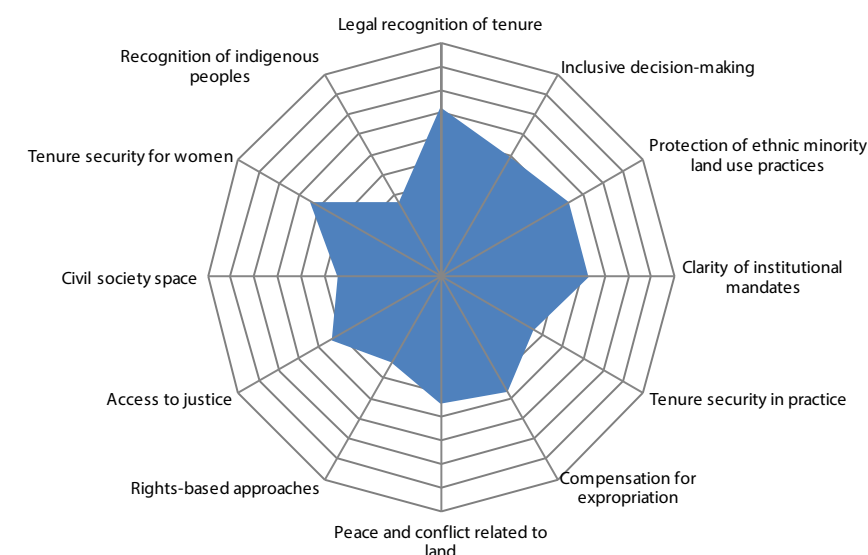 Legal recognition of tenure
Inclusive decision-making
Protection of ethnic minority
land use practices
Clarity of institutional
mandates
Tenure security in practice
Compensation for
expropriation
Peace and conflict related to
land
Rights-based approaches
Access to justice
Civil society space
Tenure security for women
Recognition of indigenous
peoples